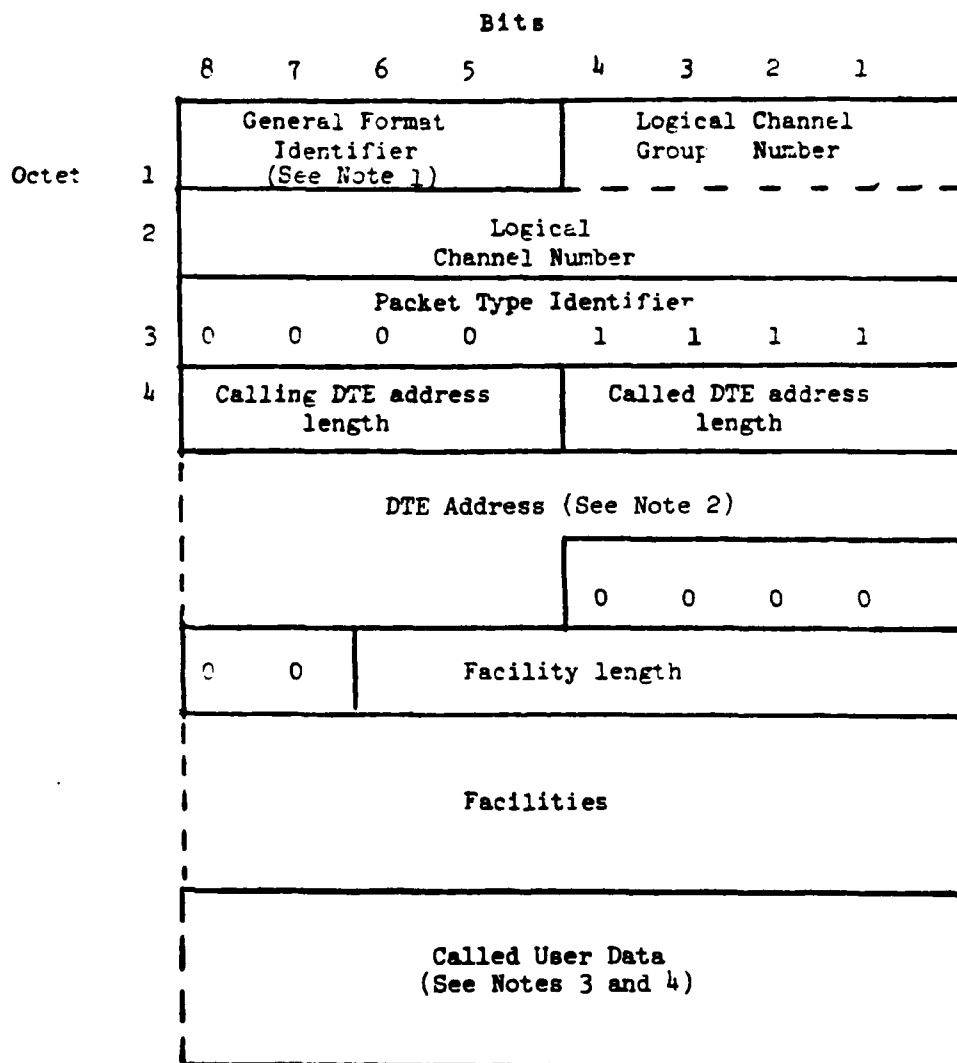 Bits
8 7 6 5 4 3 2 1
General Format Logical Channel
Identifier Group Number
Octet 1 (See Note 1)
2 Logical
Channel Number
Packet Type Identifier
3 0 0 0 0 1 1 1 1
4 Calling DTE address Called DTE address
length length
DTE Address (See Note 2)
0 0 0 0
0 0 Facility length
Facilities
Called User Data
(See Notes 3 and 4)